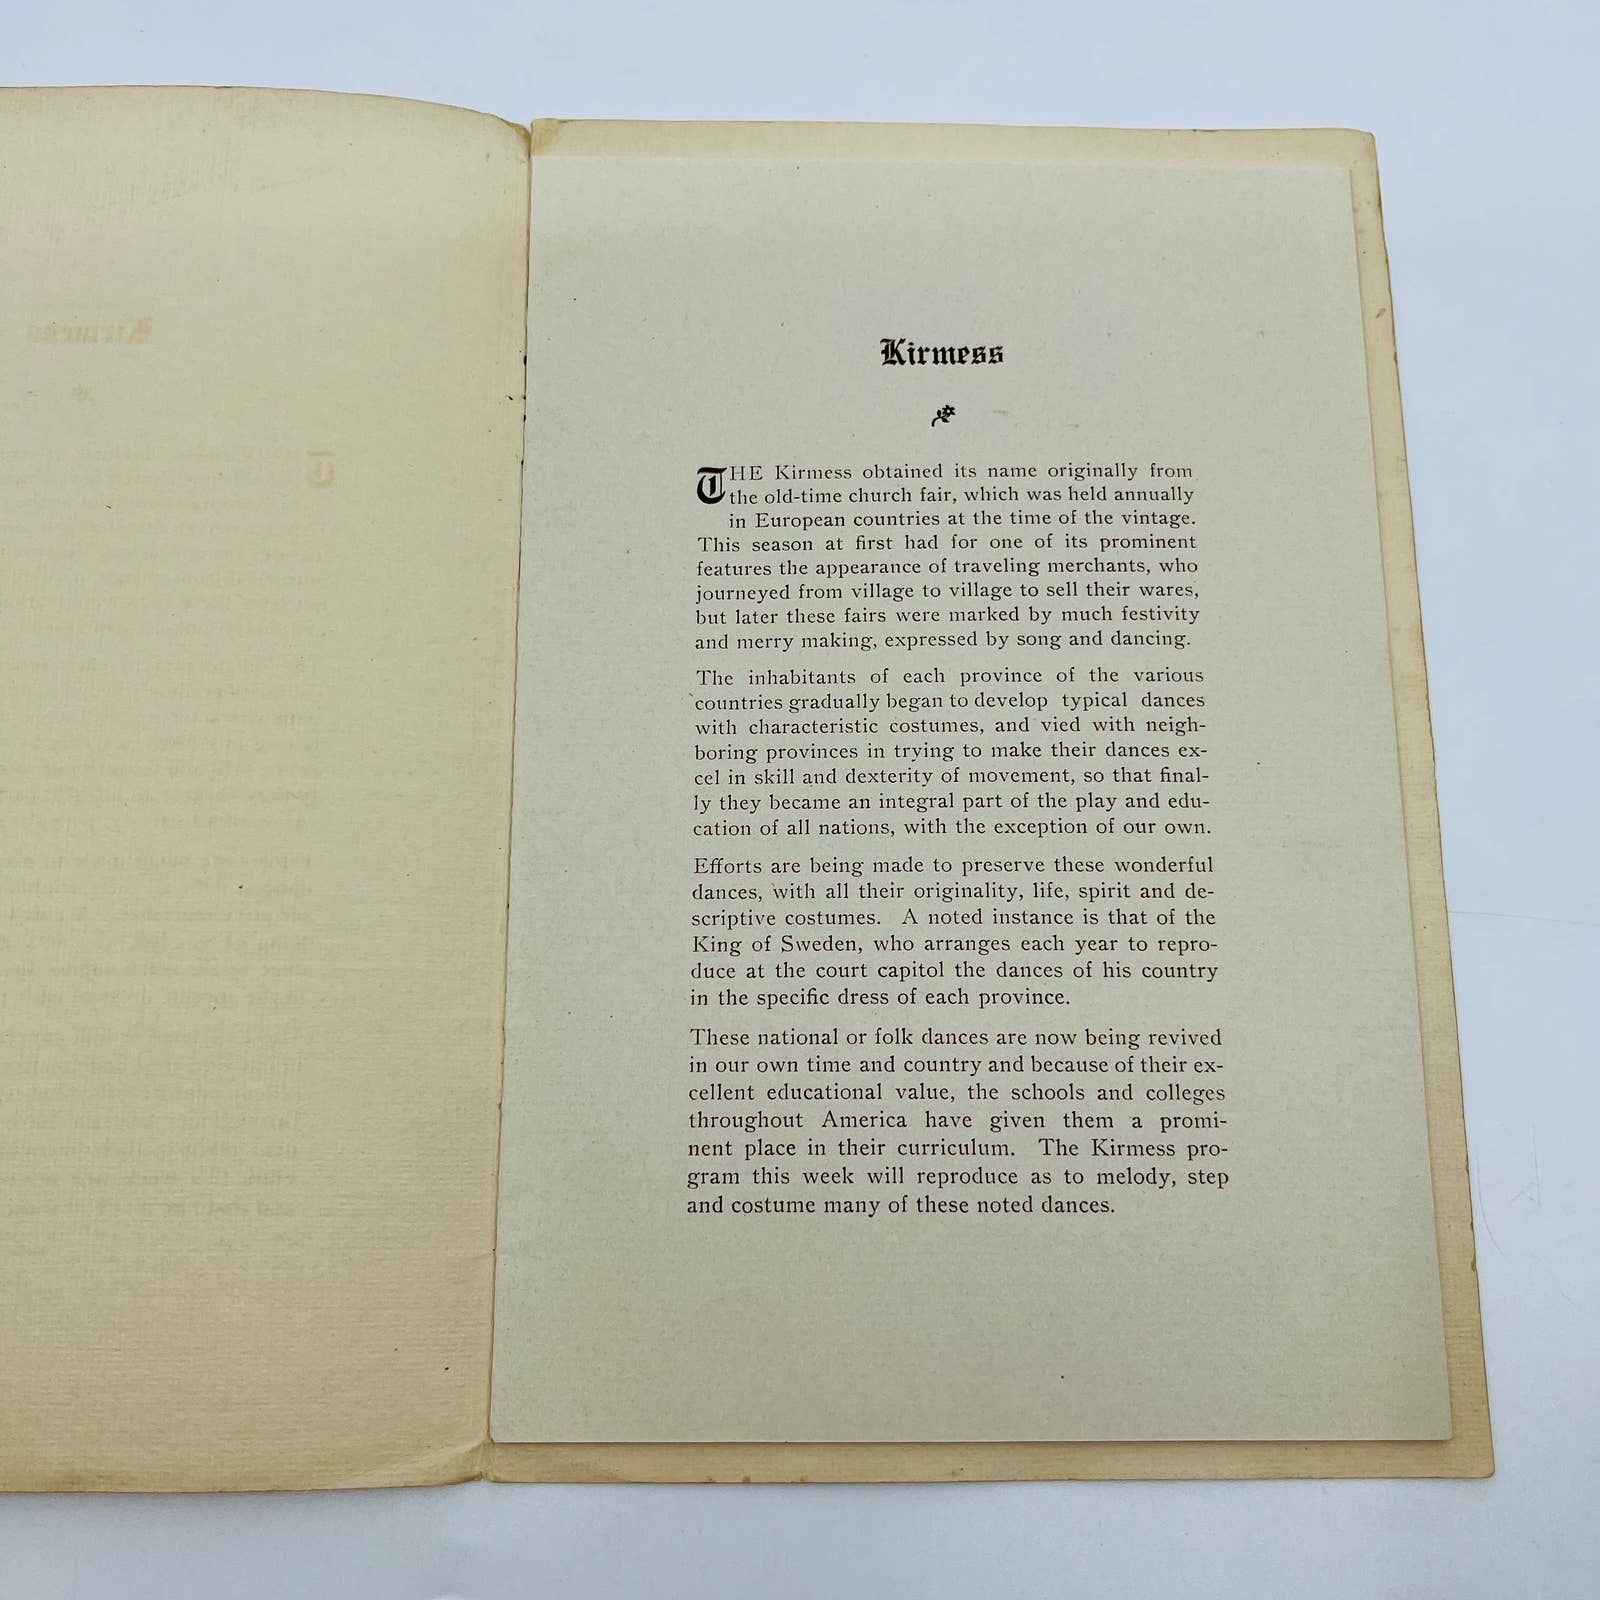 Kirmess
THE Kirmess obtained its name originally from
the old-time church fair, which was held annually
in European countries at the time of the vintage.
This season at first had for one of its prominent
features the appearance of traveling merchants, who
journeyed from village to village to sell their wares,
but later these fairs were marked by much festivity
and merry making, expressed by song and dancing.
The inhabitants of each province of the various
countries gradually began to develop typical dances
with characteristic costumes, and vied with neigh-
boring provinces in trying to make their dances ex-
cel in skill and dexterity of movement, so that final-
ly they became an integral part of the play and edu-
cation of all nations, with the exception of our own.
Efforts are being made to preserve these wonderful
dances, with all their originality, life, spirit and de-
scriptive costumes. A noted instance is that of the
King of Sweden, who arranges each year to repro-
duce at the court capitol the dances of his country
in the specific dress of each province.
These national or folk dances are now being revived
in our own time and country and because of their ex-
cellent educational value, the schools and colleges
throughout America have given them a promi-
nent place in their curriculum. The Kirmess pro-
gram this week will reproduce as to melody, step
and costume many of these noted dances.